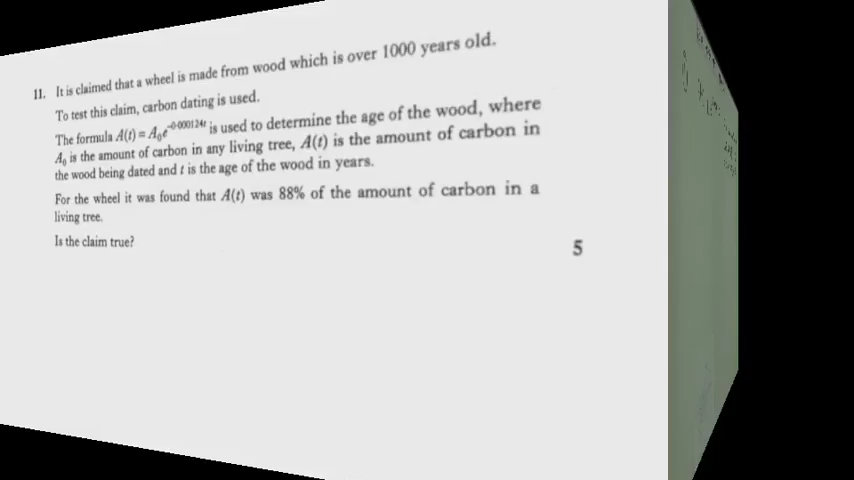 11. It is claimed that a wheel is made from wood which is over 1000 years old.
To test this claim, carbon dating is used.
The formula A(t) = A₀e^(-0·000124t) is used to determine the age of the wood, where
A₀ is the amount of carbon in any living tree, A(t) is the amount of carbon in
the wood being dated and t is the age of the wood in years.
For the wheel it was found that A(t) was 88% of the amount of carbon in a
living tree.
Is the claim true?
5